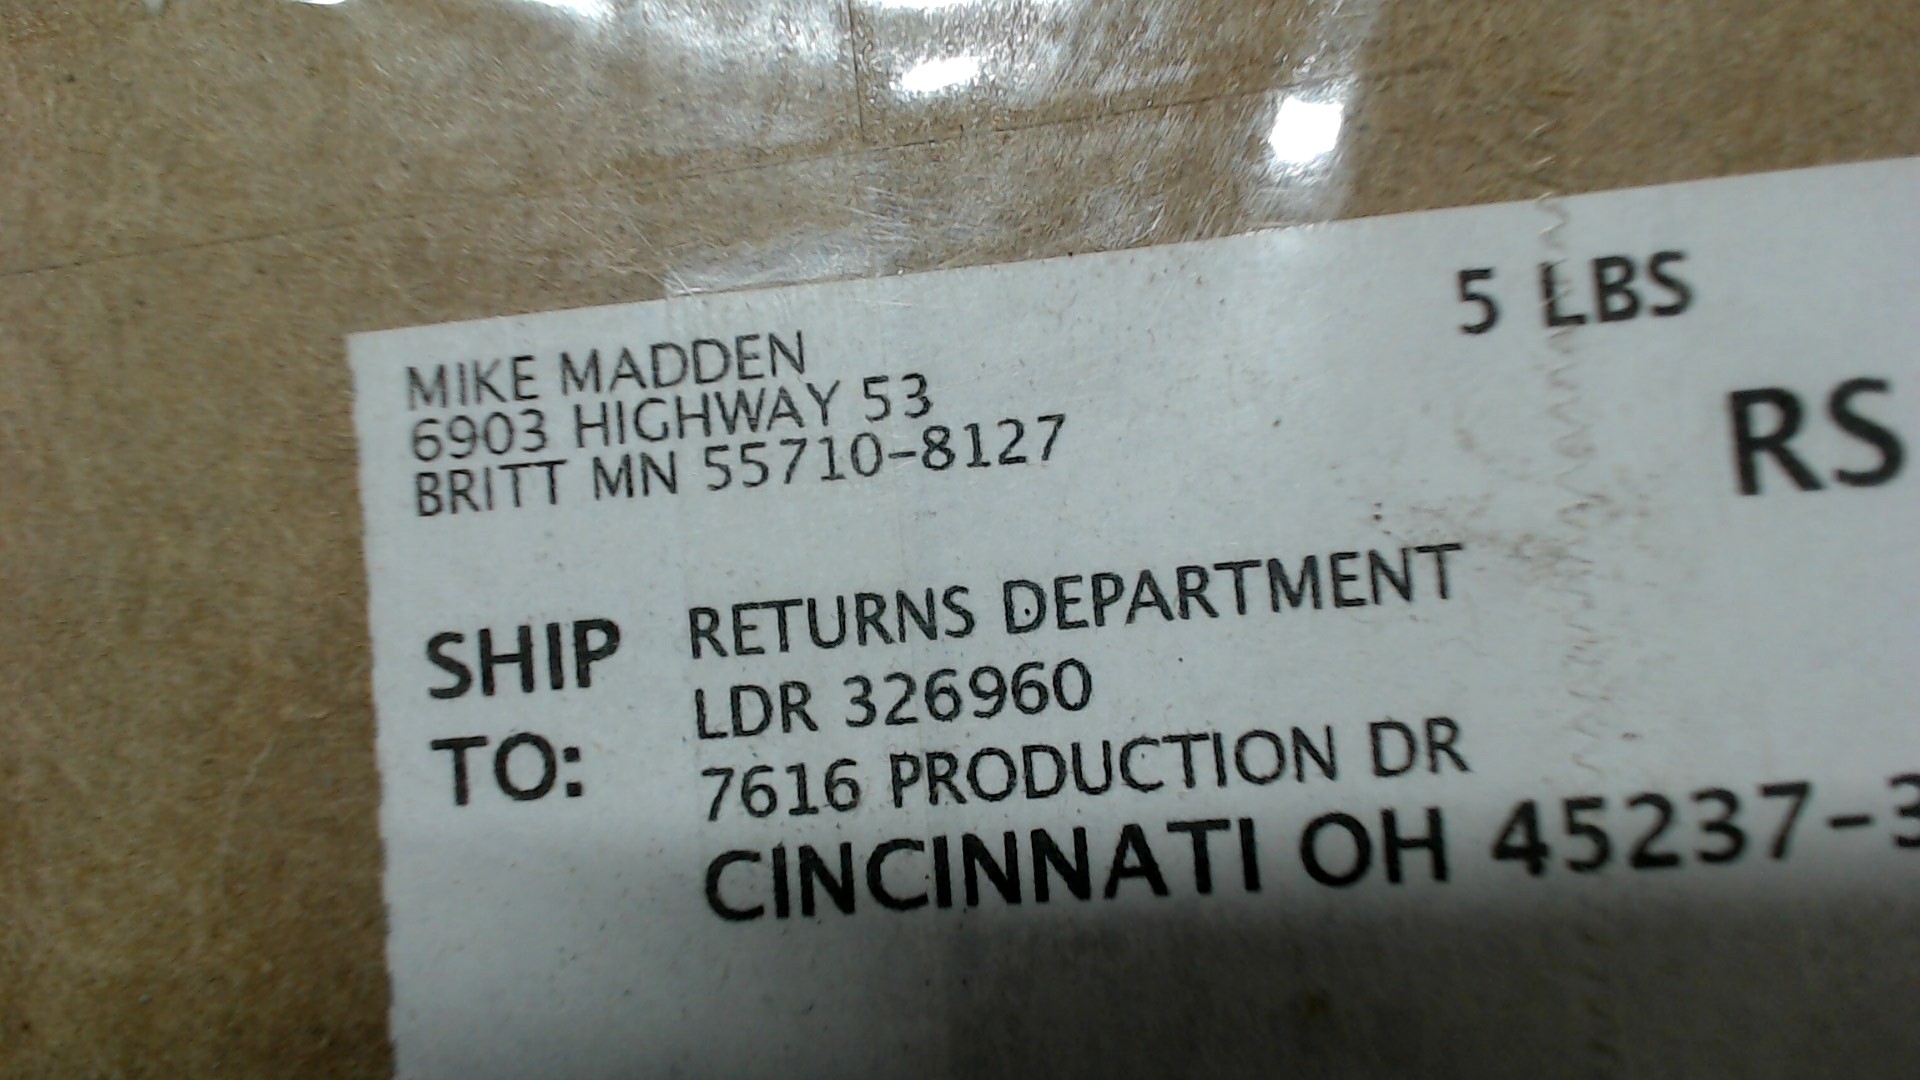 MIKE MADDEN
6903 HIGHWAY 53
BRITT MN 55710-8127
5 LBS
RS
SHIP TO:
RETURNS DEPARTMENT
LDR 326960
7616 PRODUCTION DR
CINCINNATI OH 45237-3